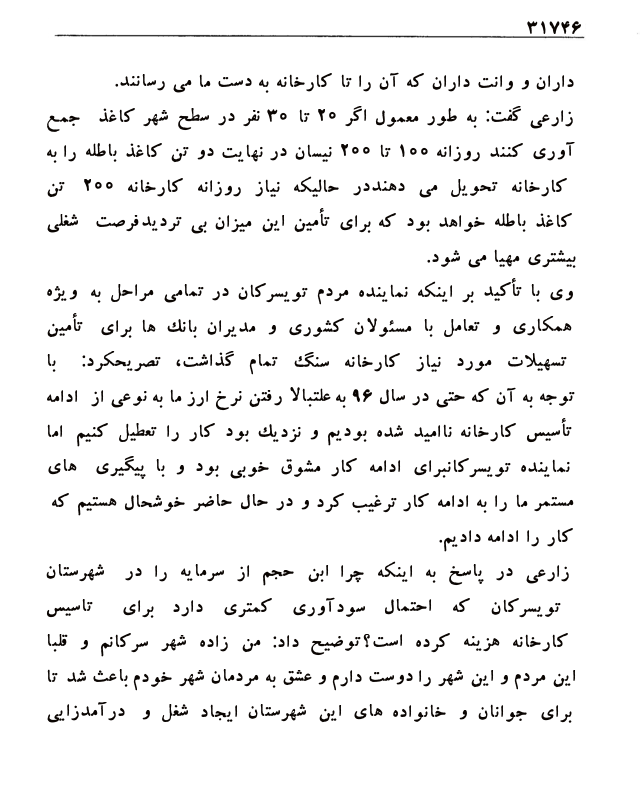 ۳۱۷۴۶
داران و وانت داران که آن را تا کارخانه به دست ما می رسانند.
زارعی گفت: به طور معمول اگر ۲۰ تا ۳۰ نفر در سطح شهر کاغذ جمع
آوری کنند روزانه ۱۰۰ تا ۲۰۰ نیسان در نهایت دو تن کاغذ باطله را به
کارخانه تحویل می دهنددر حالیکه نیاز روزانه کارخانه ۲۰۰ تن
کاغذ باطله خواهد بود که برای تأمین این میزان بی تردیدفرصت شغلی
بیشتری مهیا می شود.
وی با تأکید بر اینکه نماینده مردم تویسرکان در تمامی مراحل به ویژه
همکاری و تعامل با مسئولان کشوری و مدیران بانك ها برای تأمین
تسهیلات مورد نیاز کارخانه سنگ تمام گذاشت، تصریحکرد: با
توجه به آن که حتی در سال ۹۶ به علتبالا رفتن نرخ ارز ما به نوعی از ادامه
تأسیس کارخانه ناامید شده بودیم و نزدیك بود کار را تعطیل کنیم اما
نماینده تویسرکانبرای ادامه کار مشوق خوبی بود و با پیگیری های
مستمر ما را به ادامه کار ترغیب کرد و در حال حاضر خوشحال هستیم که
کار را ادامه دادیم.
زارعی در پاسخ به اینکه چرا ابن حجم از سرمایه را در شهرستان
تویسرکان که احتمال سودآوری کمتری دارد برای تاسیس
کارخانه هزینه کرده است؟توضیح داد: من زاده شهر سرکانم و قلبا
این مردم و این شهر را دوست دارم و عشق به مردمان شهر خودم باعث شد تا
برای جوانان و خانواده های این شهرستان ایجاد شغل و درآمدزایی